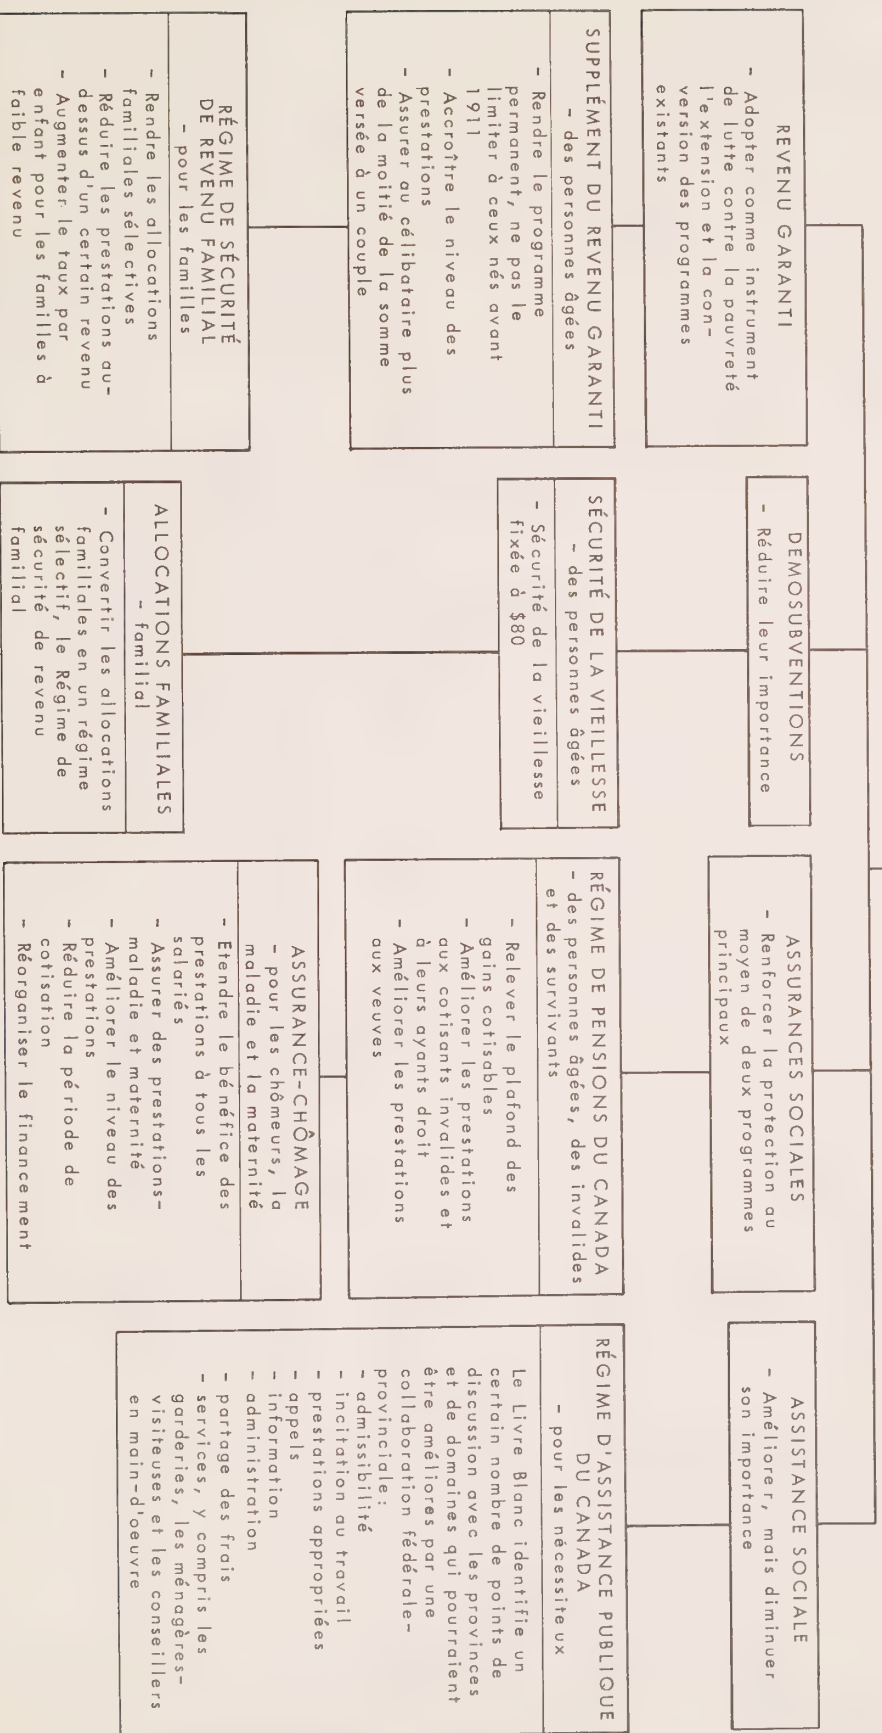 REVENU GARANTI
- Adopter comme instrument
de lutte contre la pauvreté
l'extension et la con-
version des programmes
existants
SUPPLÉMENT DU REVENU GARANTI
- des personnes âgées
- Rendre le programme
permanent, ne pas le
limiter à ceux nés avant
1911
- Accroître le niveau des
prestations
- Assurer au célibataire plus
de la moitié de la somme
versée à un couple
RÉGIME DE SÉCURITÉ
DE REVENU FAMILIAL
- pour les familles
- Rendre les allocations
familiales sélectives
- Réduire les prestations au-
dessus d'un certain revenu
- Augmenter le taux par
enfant pour les familles à
faible revenu
DEMOSUBVENTIONS
- Réduire leur importance
SÉCURITÉ DE LA VIEILLESSE
- des personnes âgées
- Sécurité de la vieillesse
fixée à $80
ALLOCATIONS FAMILIALES
- familial
- Convertir les allocations
familiales en un régime
sélectif, le Régime de
sécurité de revenu
familial
ASSURANCES SOCIALES
- Renforcer la protection au
moyen de deux programmes
principaux
RÉGIME DE PENSIONS DU CANADA
- des personnes âgées, des invalides
et des survivants
- Relever le plafond des
gains cotisables
- Améliorer les prestations
aux cotisants invalides et
à leurs ayants droit
- Améliorer les prestations
aux veuves
ASSURANCE-CHÔMAGE
- pour les chômeurs, la
maladie et la maternité
- Etendre le bénéfice des
prestations à tous les
salariés
- Assurer des prestations-
maladie et maternité
- Améliorer le niveau des
prestations
- Réduire la période de
cotisation
- Réorganiser le financement
ASSISTANCE SOCIALE
- Améliorer, mais diminuer
son importance
RÉGIME D'ASSISTANCE PUBLIQUE
DU CANADA
- pour les nécessiteux
Le Livre Blanc identifie un
certain nombre de points de
discussion avec les provinces
et de domaines qui pourraient
être améliores par une
collaboration fédérale-
provinciale:
- admissibilité
- incitation au travail
- prestations appropriées
- appels
- information
- administration
- partage des frais
- services, y compris les
garderies, les ménagères-
visiteuses et les conseillers
en main-d'oeuvre